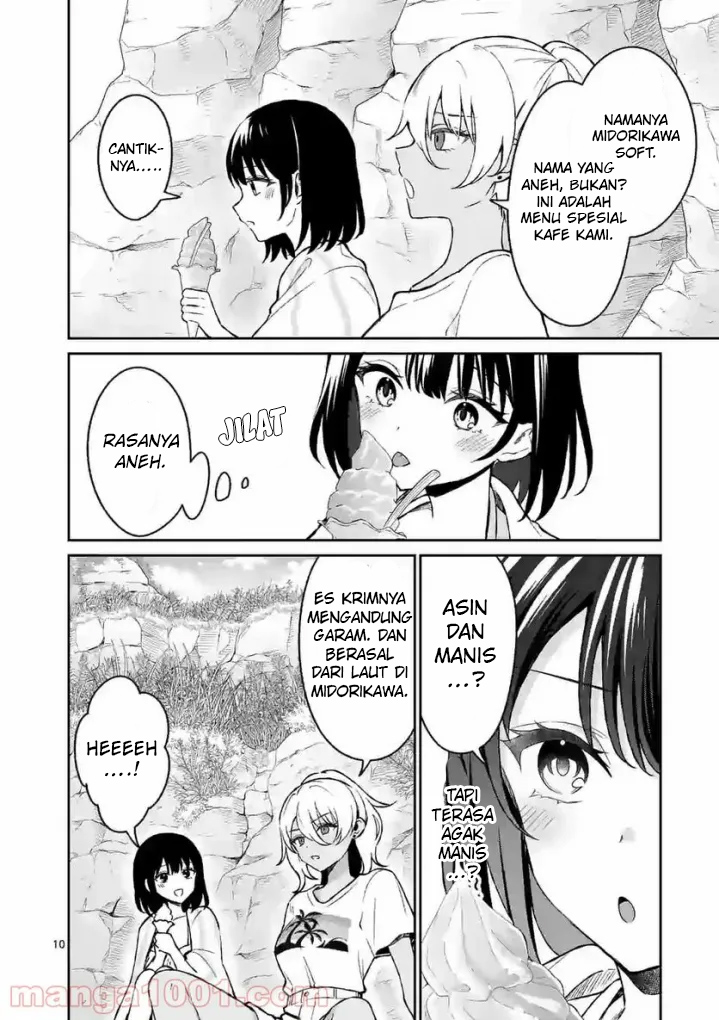 NAMANYA
MIDORIKAWA
SOFT.
NAMA YANG
ANEH, BUKAN?
INI ADALAH
MENU SPESIAL
KAFE KAMI.
CANTIK-
NYA.....
JILAT
RASANYA
ANEH.
ASIN
DAN
MANIS
...?
TAPI
TERASA
AGAK
MANIS
...?
ES KRIMNYA
MENGANDUNG
GARAM. DAN
BERASAL
DARI LAUT DI
MIDORIKAWA.
HEEEEH
....!
10
manga1001.com